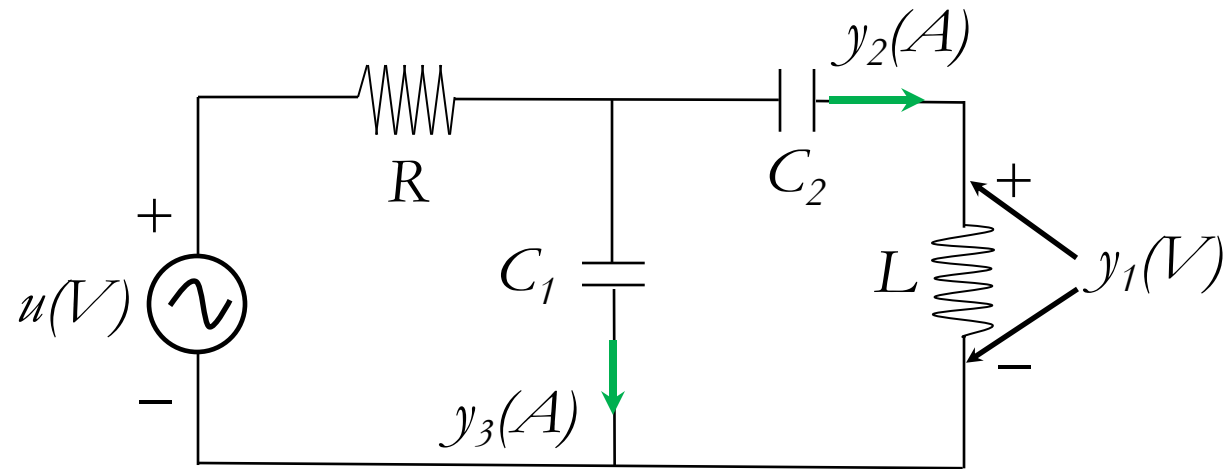 y2(A)
R
C2
+
+
C1
L
y1(V)
u(V)
−
−
y3(A)